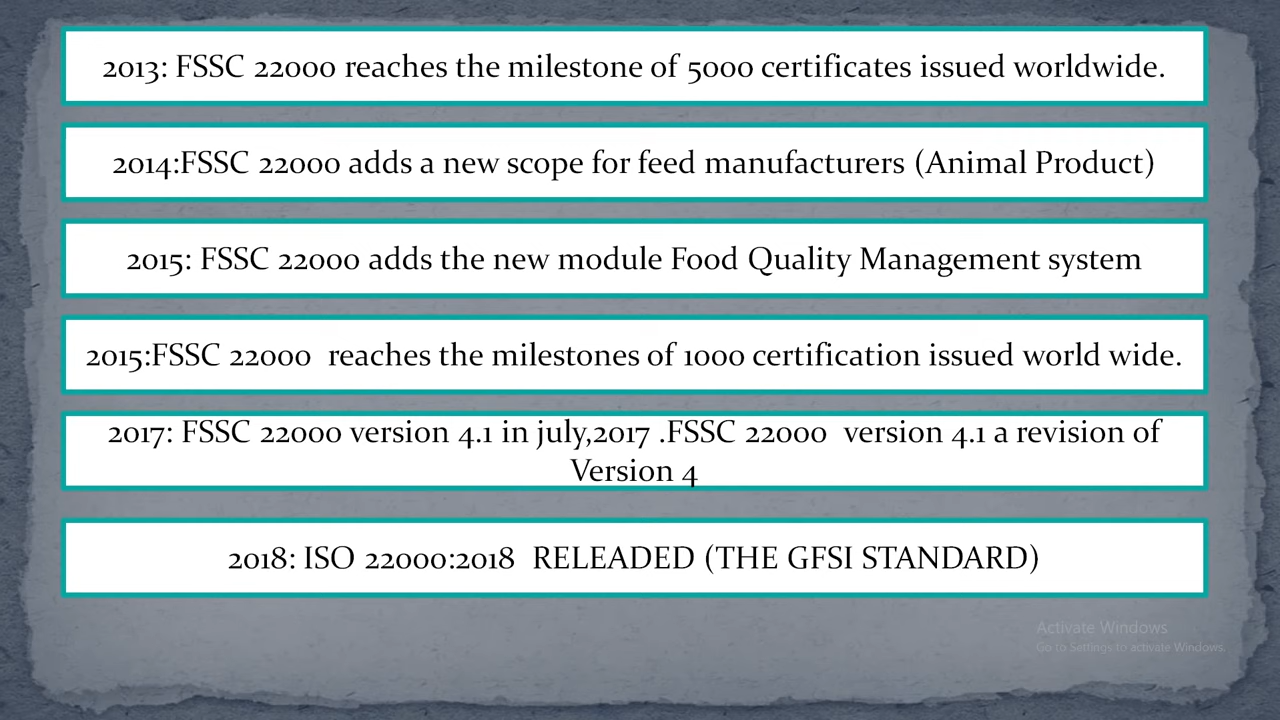 2013: FSSC 22000 reaches the milestone of 5000 certificates issued worldwide.
2014:FSSC 22000 adds a new scope for feed manufacturers (Animal Product)
2015: FSSC 22000 adds the new module Food Quality Management system
2015:FSSC 22000  reaches the milestones of 1000 certification issued world wide.
2017: FSSC 22000 version 4.1 in july,2017 .FSSC 22000  version 4.1 a revision of
Version 4
2018: ISO 22000:2018  RELEADED (THE GFSI STANDARD)
Activate Windows
Go to Settings to activate Windows.